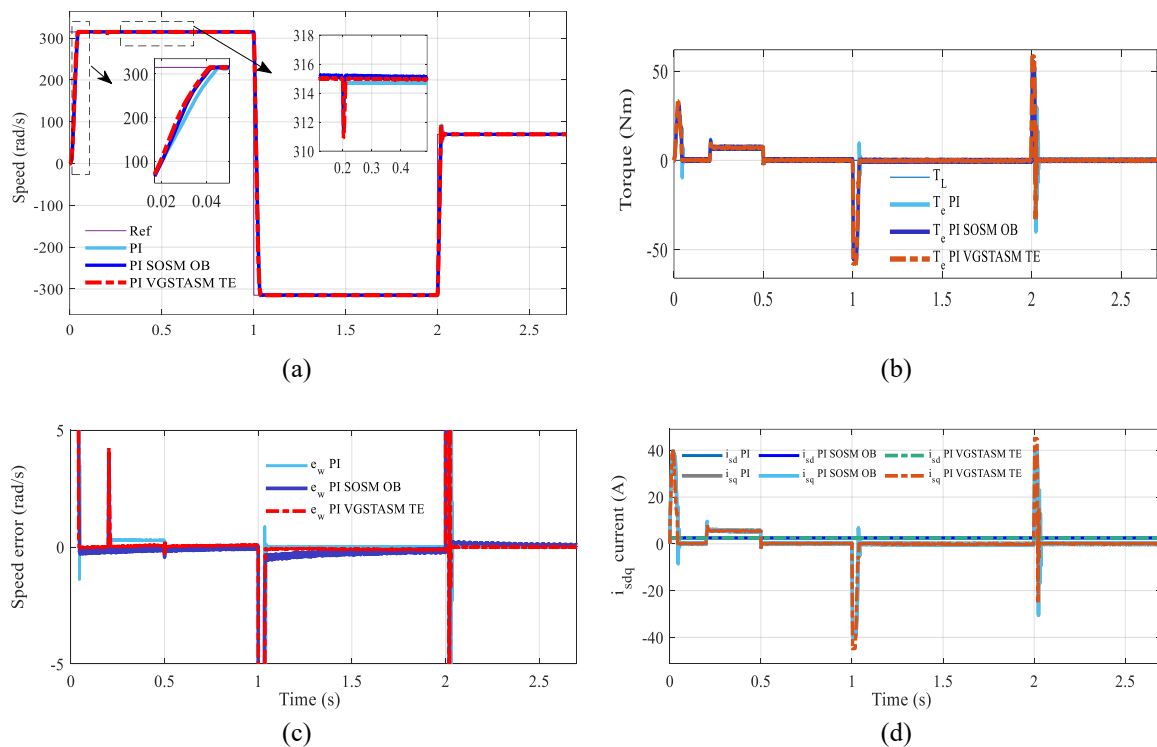 300
200
100
0
-100
-200
-300
Speed (rad/s)
318
316
314
312
310
0.2
0.3
0.4
300
200
100
0.02
0.04
Ref
PI
PI SOSM OB
PI VGSTASM TE
0
0.5
1
1.5
2
2.5
(a)
50
0
-50
Torque (Nm)
T_L
T_e PI
T_e PI SOSM OB
T_e PI VGSTASM TE
0
0.5
1
1.5
2
2.5
(b)
5
0
-5
Speed error (rad/s)
e_w PI
e_w PI SOSM OB
e_w PI VGSTASM TE
0
0.5
1
1.5
2
2.5
Time (s)
(c)
40
20
0
-20
-40
i_sdq current (A)
i_sd PI i_sd PI SOSM OB i_sd PI VGSTASM TE
i_sq PI i_sq PI SOSM OB i_sq PI VGSTASM TE
0
0.5
1
1.5
2
2.5
Time (s)
(d)